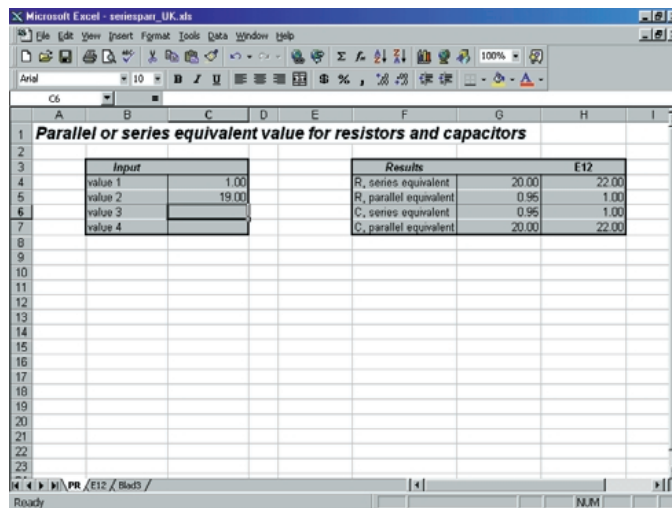 Microsoft Excel - seriesparr_UK.xls
File Edit View Insert Format Tools Data Window Help
100%
Arial 10 B I U $ % ,
C6 =
A B C D E F G H I
1 Parallel or series equivalent value for resistors and capacitors
2
3 Input Results E12
4 value 1 1.00 R, series equivalent 20.00 22.00
5 value 2 19.00 R, parallel equivalent 0.95 1.00
6 value 3 C, series equivalent 0.95 1.00
7 value 4 C, parallel equivalent 20.00 22.00
8
9
10
11
12
13
14
15
16
17
18
19
20
21
22
23
PR E12 Blad3
Ready NUM